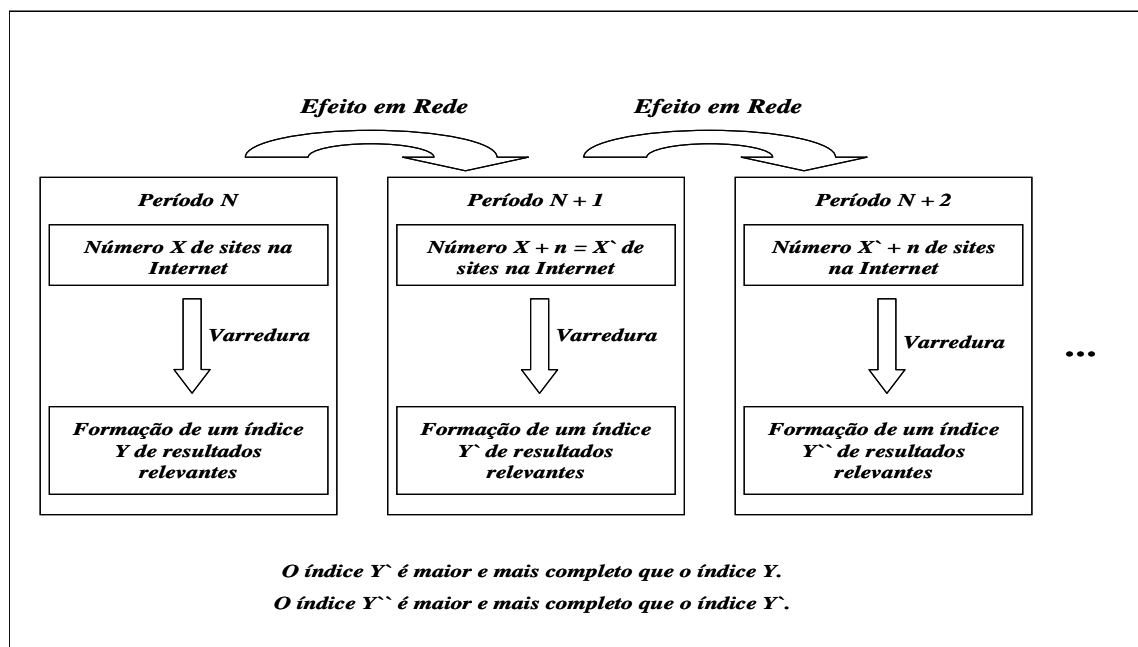 Efeito em Rede
Efeito em Rede
Período N
Número X de sites na
Internet
Varredura
Formação de um índice
Y de resultados
relevantes
Período N + 1
Número X + n = X` de
sites na Internet
Varredura
Formação de um índice
Y` de resultados
relevantes
Período N + 2
Número X` + n de sites
na Internet
Varredura
Formação de um índice
Y`` de resultados
relevantes
...
O índice Y` é maior e mais completo que o índice Y.
O índice Y`` é maior e mais completo que o índice Y`.